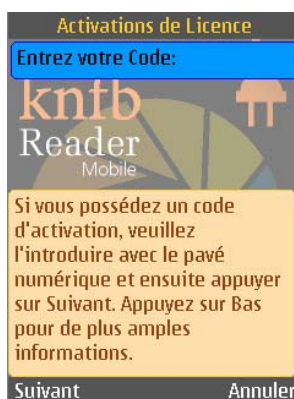 Activations de Licence
Entrez votre Code:
knfb
Reader
Mobile
Si vous possédez un code
d'activation, veuillez
l'introduire avec le pavé
numérique et ensuite appuyer
sur Suivant. Appuyez sur Bas
pour de plus amples
informations.
Suivant Annuler